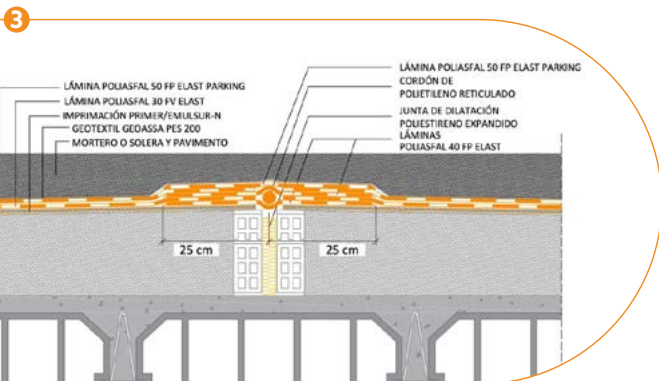 3
LÁMINA POLIASFAL 50 FP ELAST PARKING
LÁMINA POLIASFAL 30 FV ELAST
IMPRIMACIÓN PRIMER/EMULSUR-N
GEOTEXTIL GEOASSA PES 200
MORTERO O SOLERA Y PAVIMENTO
LÁMINA POLIASFAL 50 FP ELAST PARKING
CORDÓN DE
POLIETILENO RETICULADO
JUNTA DE DILATACIÓN
POLIESTIRENO EXPANDIDO
LÁMINAS
POLIASFAL 40 FP ELAST
25 cm
25 cm